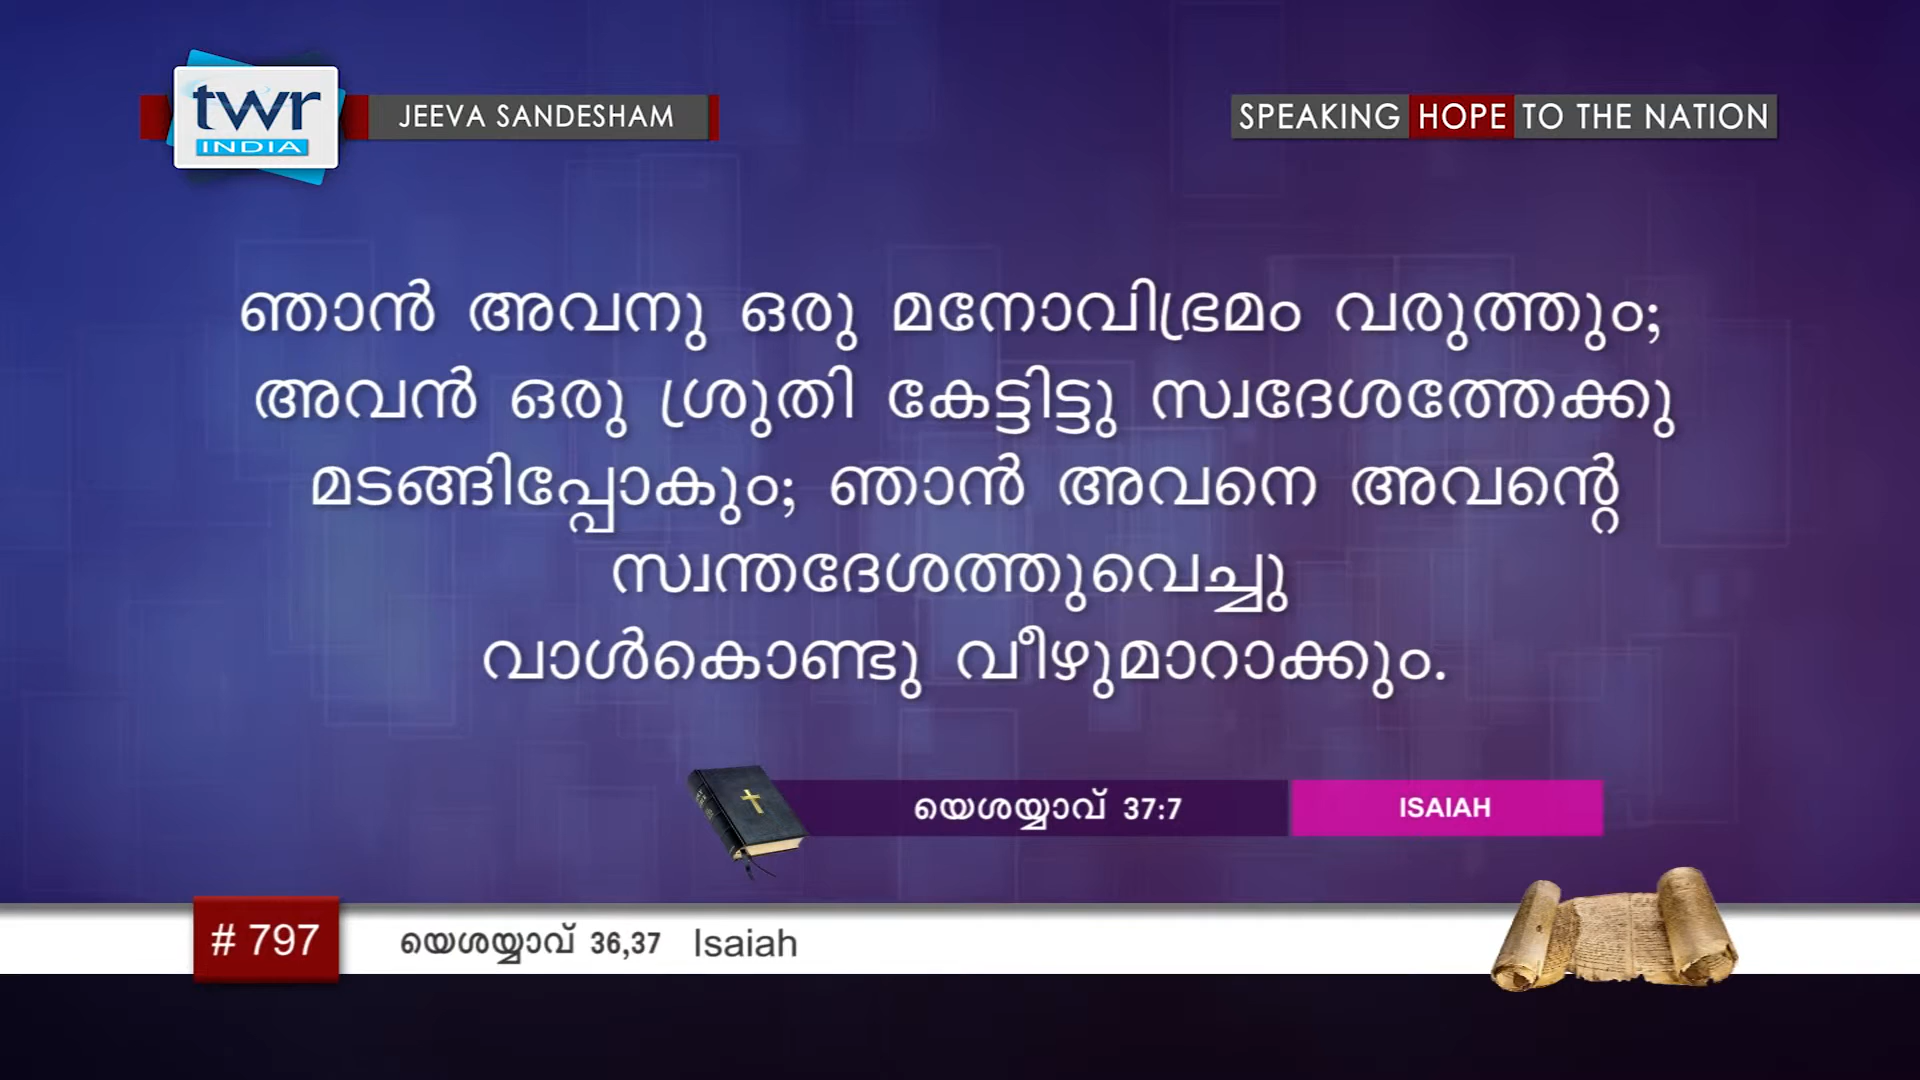 twr
INDIA
JEEVA SANDESHAM
SPEAKING HOPE TO THE NATION
ഞാൻ അവനു ഒരു മനോവിഭ്രമം വരുത്തും;
അവൻ ഒരു ശ്രുതി കേട്ടിട്ടു സ്വദേശത്തേക്കു
മടങ്ങിപ്പോകും; ഞാൻ അവനെ അവന്റെ
സ്വന്തദേശത്തുവെച്ചു
വാൾകൊണ്ടു വീഴുമാറാക്കും.
യെശയ്യാവ് 37:7
ISAIAH
# 797
യെശയ്യാവ് 36,37 Isaiah